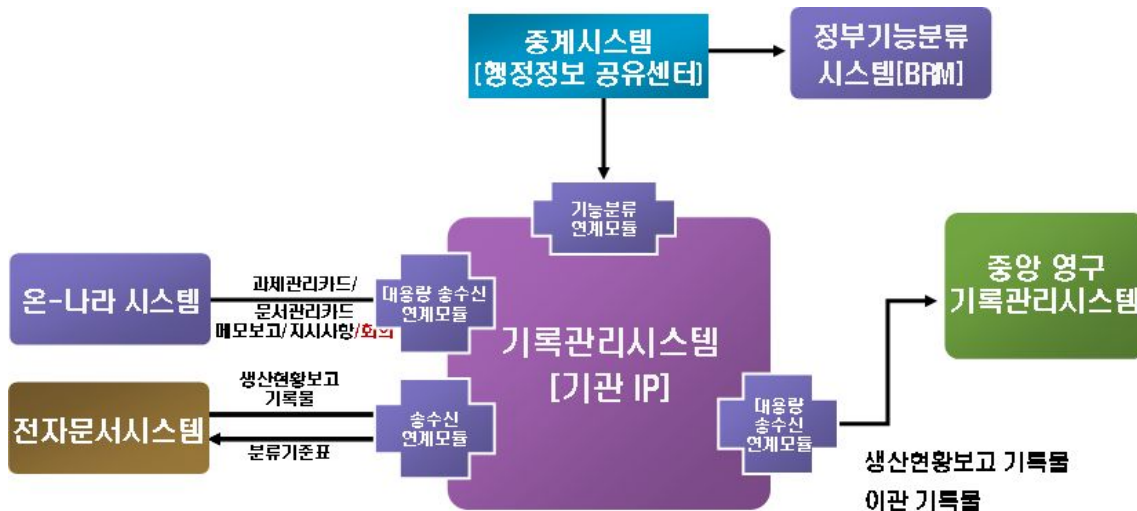 중계시스템
[행정정보 공유센터]
정부기능분류
시스템[BRM]
기능분류
연계모듈
온-나라 시스템
과제관리카드/
문서관리카드
메모보고/지시사항/회의
대용량 송수신
연계모듈
기록관리시스템
[기관 IP]
중앙 영구
기록관리시스템
전자문서시스템
생산현황보고
기록물
분류기준표
송수신
연계모듈
대용량
송수신
연계모듈
생산현황보고 기록물
이관 기록물